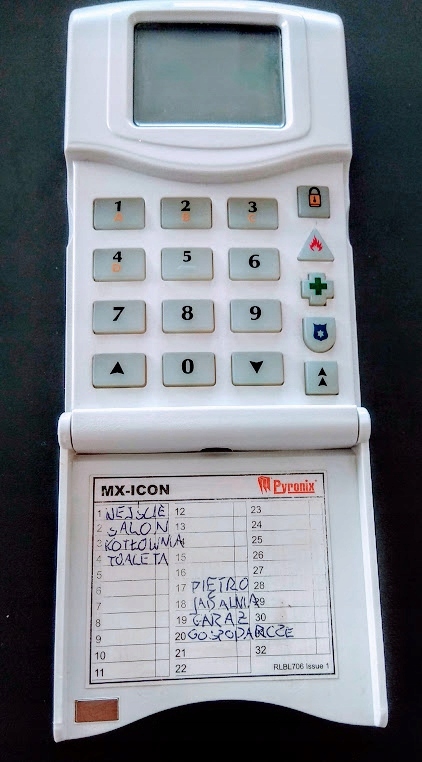 1 A 2 B 3 C
4 D 5 6
7 8 9
0
MX-ICON Pyronix
1 WEJŚCIE 12 23
2 SALON 13 24
3 KOTŁOWNIA 25
4 TOALETA 15 26
5 16 27
6 17 PIĘTRO 28
7 18 JADALNIA 29
8 19 GARAŻ 30
9 20 GOSPODARCZE
10 21 32
11 22 RLBL706 Issue 1